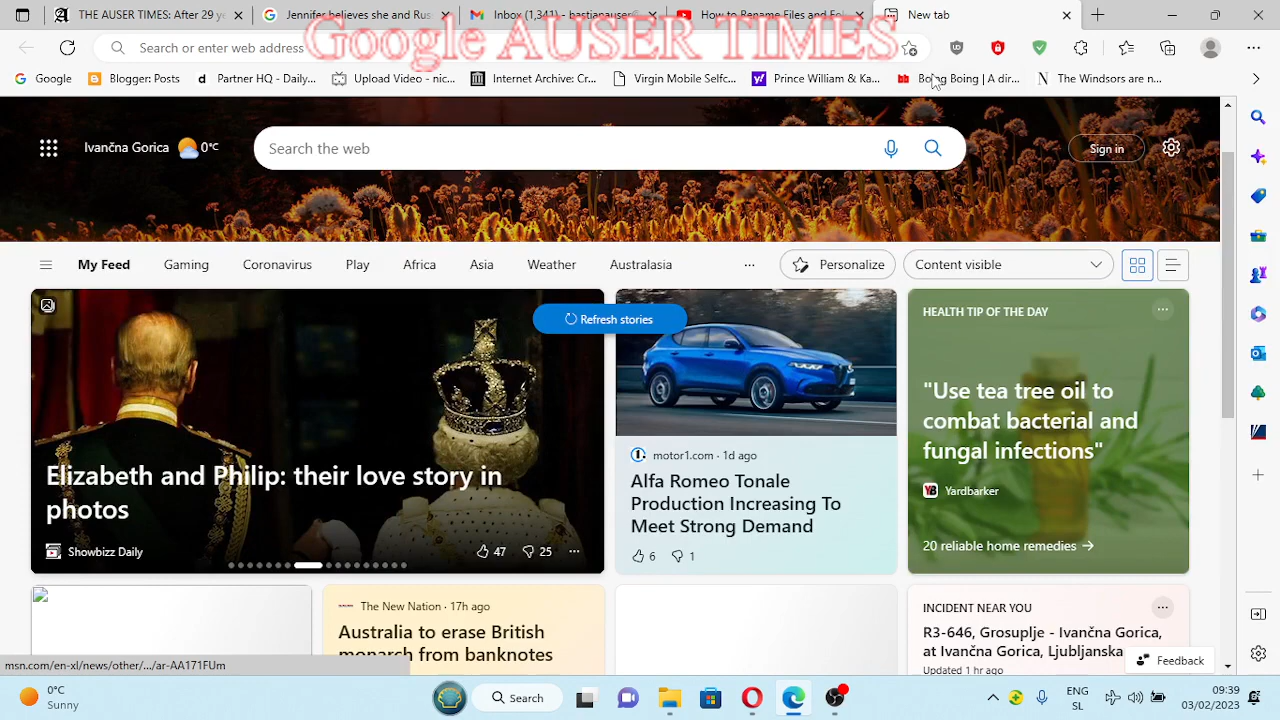 THE AUSER TIMES: After 29 ye
Google jesuishe and the Rus
Inbox (1,341) - bastianauser@
How to Rename Files and Fol
New tab
Search or enter web address
Google AUSER TIMES
Google
Blogger: Posts
Partner HQ - Daily...
Upload Video - nic...
Internet Archive: Cr...
Virgin Mobile Selfc...
Prince William & Ka...
Boing Boing | A dir...
The Windsors are n...
Ivančna Gorica
0°C
Search the web
Sign in
My Feed
Gaming
Coronavirus
Play
Africa
Asia
Weather
Australasia
...
Personalize
Content visible
Refresh stories
Elizabeth and Philip: their love story in
photos
Showbizz Daily
47
25
motor1.com · 1d ago
Alfa Romeo Tonale
Production Increasing To
Meet Strong Demand
6
1
HEALTH TIP OF THE DAY
"Use tea tree oil to
combat bacterial and
fungal infections"
YB Yardbarker
20 reliable home remedies
The New Nation · 17h ago
Australia to erase British
monarch from banknotes
INCIDENT NEAR YOU
R3-646, Grosuplje - Ivančna Gorica,
at Ivančna Gorica, Ljubljanska
Updated 1 hr ago
Feedback
msn.com/en-xl/news/other/.../ar-AA171FUm
0°C
Sunny
Search
ENG
SL
09:39
03/02/2023